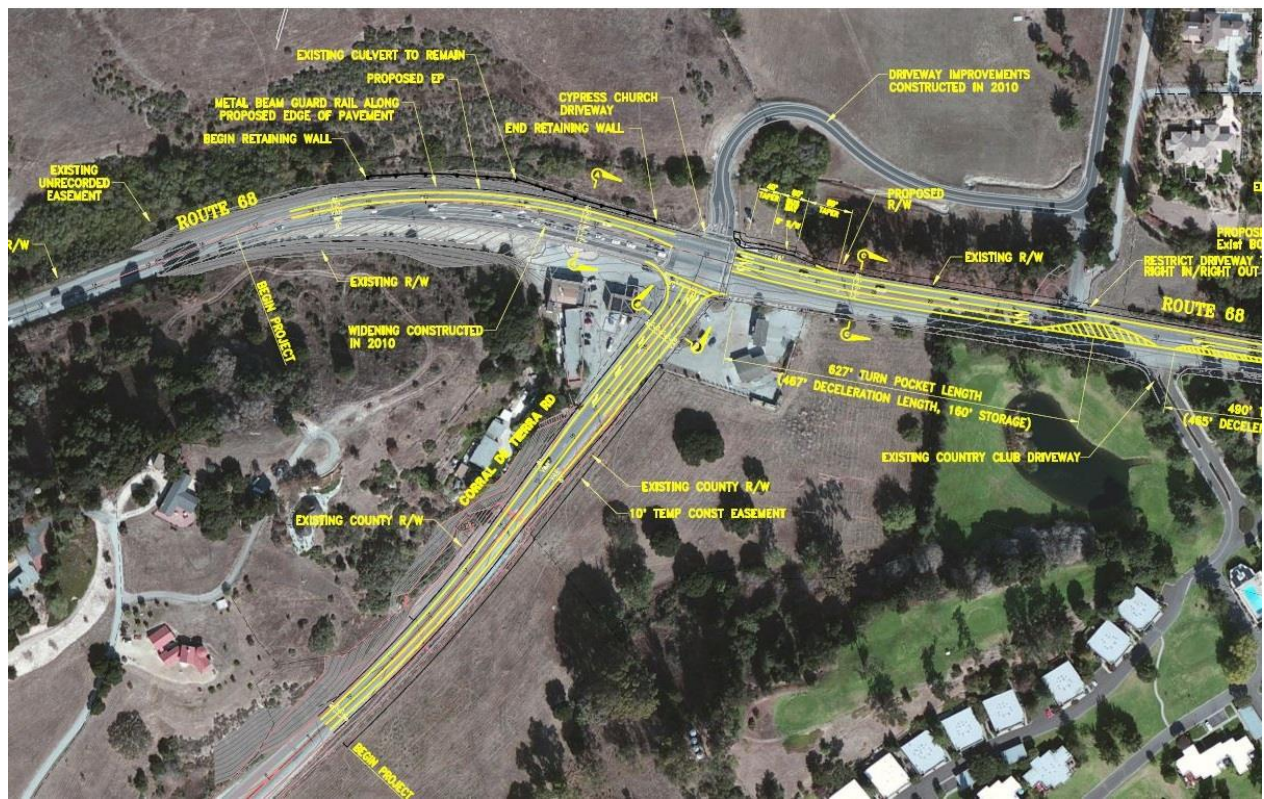 EXISTING CULVERT TO REMAIN
PROPOSED EP
METAL BEAM GUARD RAIL ALONG
PROPOSED EDGE OF PAVEMENT
BEGIN RETAINING WALL
CYPRESS CHURCH
DRIVEWAY
END RETAINING WALL
DRIVEWAY IMPROVEMENTS
CONSTRUCTED IN 2010
EXISTING
UNRECORDED
EASEMENT
ROUTE 68
R/W
A
TAPER
TAPER
PROPOSED
R/W
EXISTING R/W
RESTRICT DRIVEWAY
RIGHT IN/RIGHT OUT
ROUTE 68
EXISTING R/W
BEGIN PROJECT
WIDENING CONSTRUCTED
IN 2010
627' TURN POCKET LENGTH
(467' DECELERATION LENGTH, 160' STORAGE)
490'
(465'
EXISTING COUNTRY CLUB DRIVEWAY
CORRAL DE TIERRA RD
EXISTING COUNTY R/W
10' TEMP CONST EASEMENT
EXISTING COUNTY R/W
BEGIN PROJECT